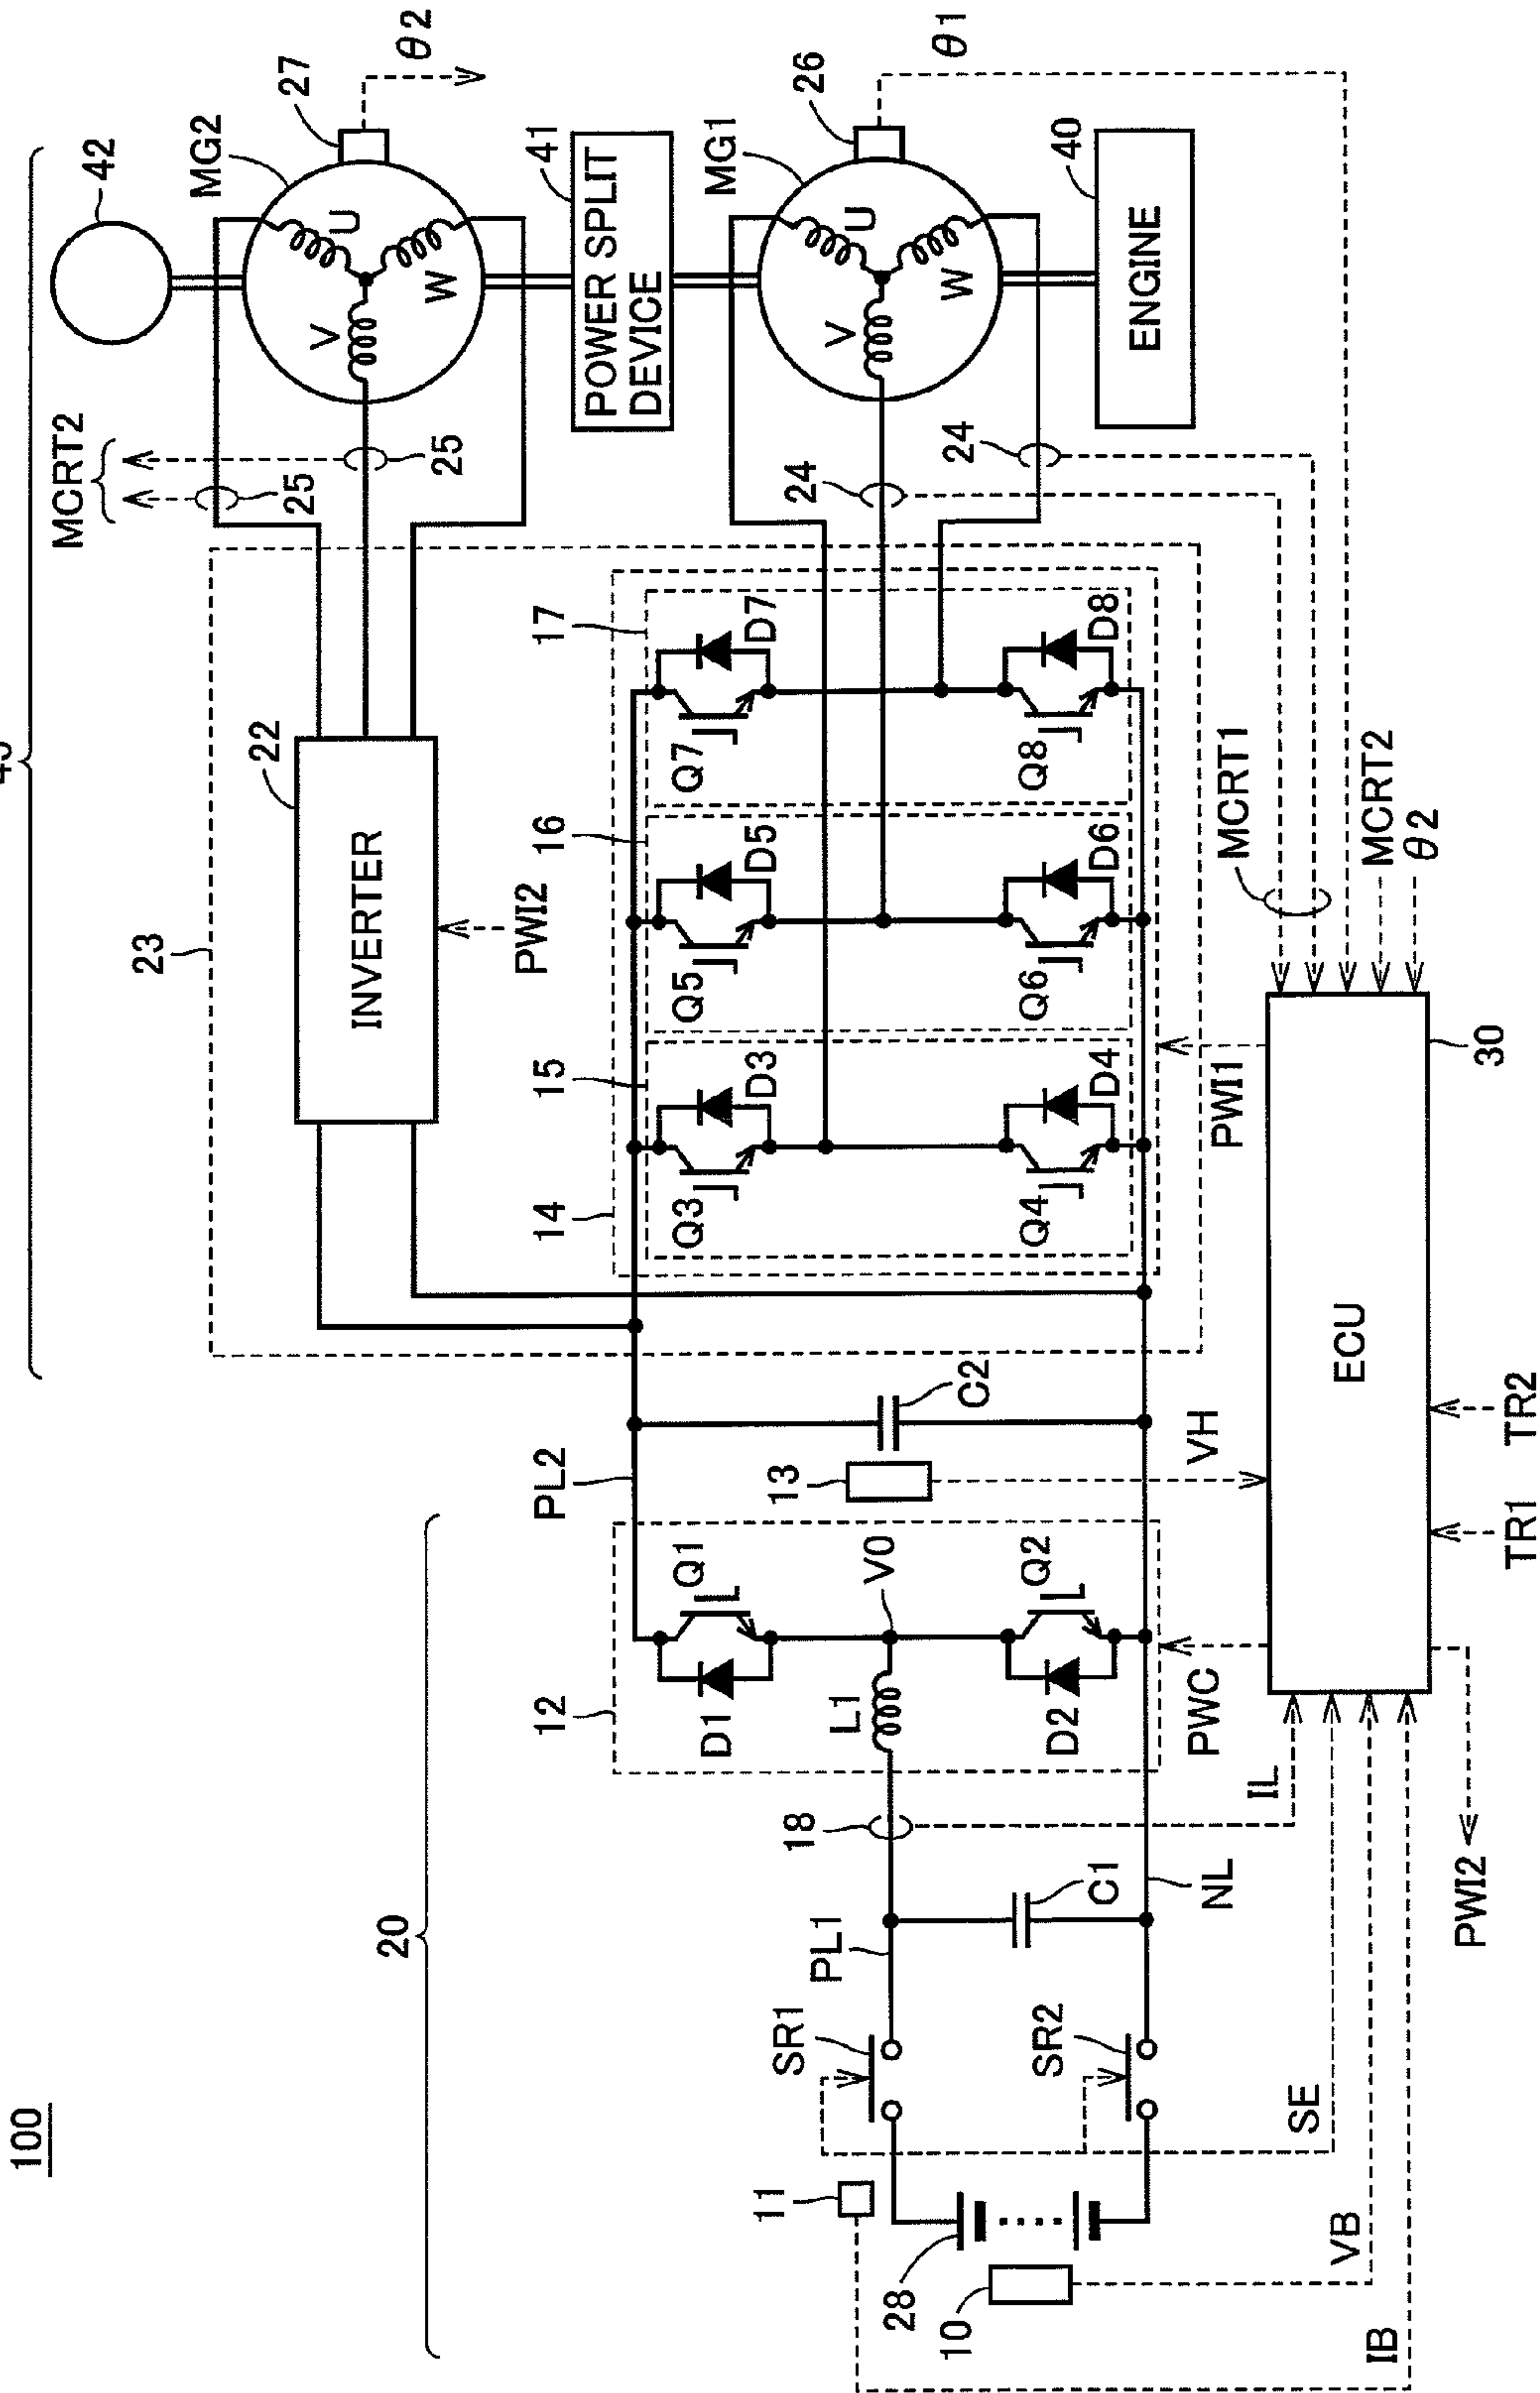 100
20
12
PL2
C2
13
VH
23
22
INVERTER
PWI2
14
15
16
17
Q3
D3
Q4
D4
Q5
D5
Q6
D6
Q7
D7
Q8
D8
MCRT2
25
25
42
MG2
27
θ2
U
V
W
41
POWER SPLIT
DEVICE
MG1
26
θ1
U
V
W
24
24
40
ENGINE
Q1
D1
V0
L1
Q2
D2
18
PL1
C1
NL
SR1
SR2
11
28
10
PWC
IL
SE
VB
IB
PWI2
ECU
30
PWI1
MCRT1
MCRT2
θ2
TR1
TR2